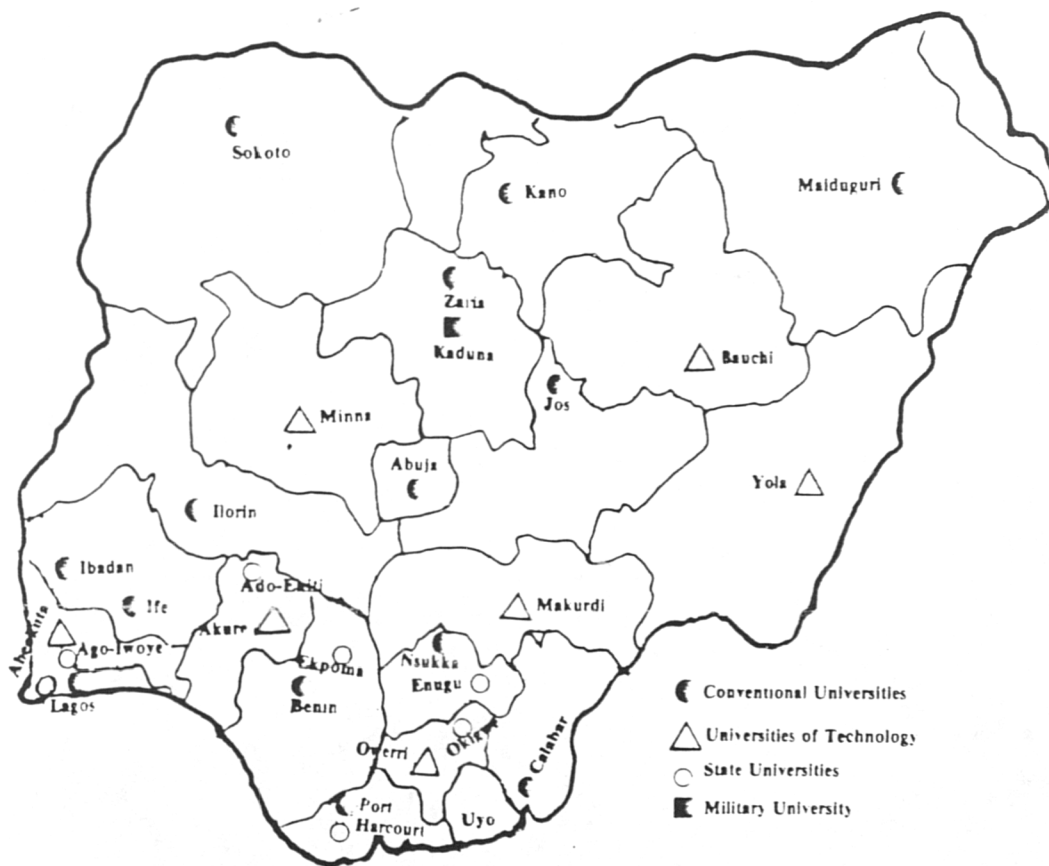 Sokoto
Kano
Maiduguri
Zaria
Kaduna
Bauchi
Jos
Minna
Abuja
Yola
Ilorin
Ibadan
Ado-Ekiti
Ife
Makurdi
Abeokuta
Akure
Ago-Iwoye
Ekpoma
Nsukka
Enugu
Lagos
Benin
Conventional Universities
Okigwe
Owerri
Calabar
Universities of Technology
State Universities
Port
Harcourt
Uyo
Military University